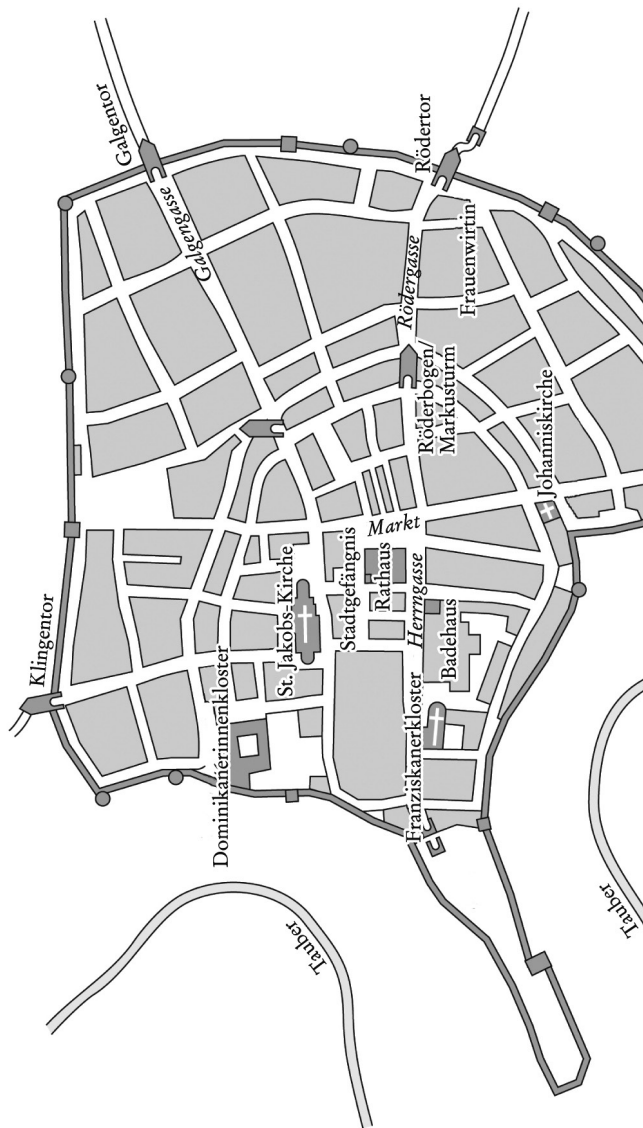 Galgentor
Galgengasse
Rödertor
Rödergasse
Frauenwirtin
Röderbogen/
Markusturm
Johanniskirche
Markt
Klingentor
St. Jakobs-Kirche
Stadtgefängnis
Rathaus
Herrngasse
Badehaus
Dominikanerinnenkloster
Franziskanerkloster
Tauber
Tauber